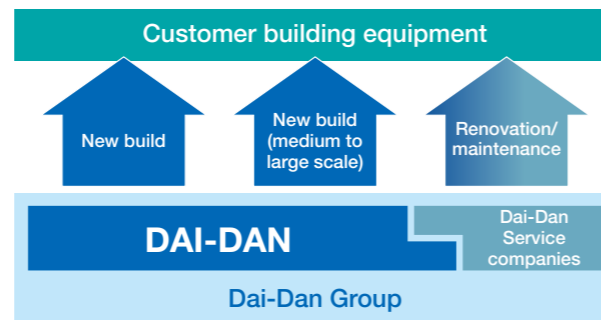 Customer building equipment
New build
New build
(medium to
large scale)
Renovation/
maintenance
DAI-DAN
Dai-Dan
Service
companies
Dai-Dan Group